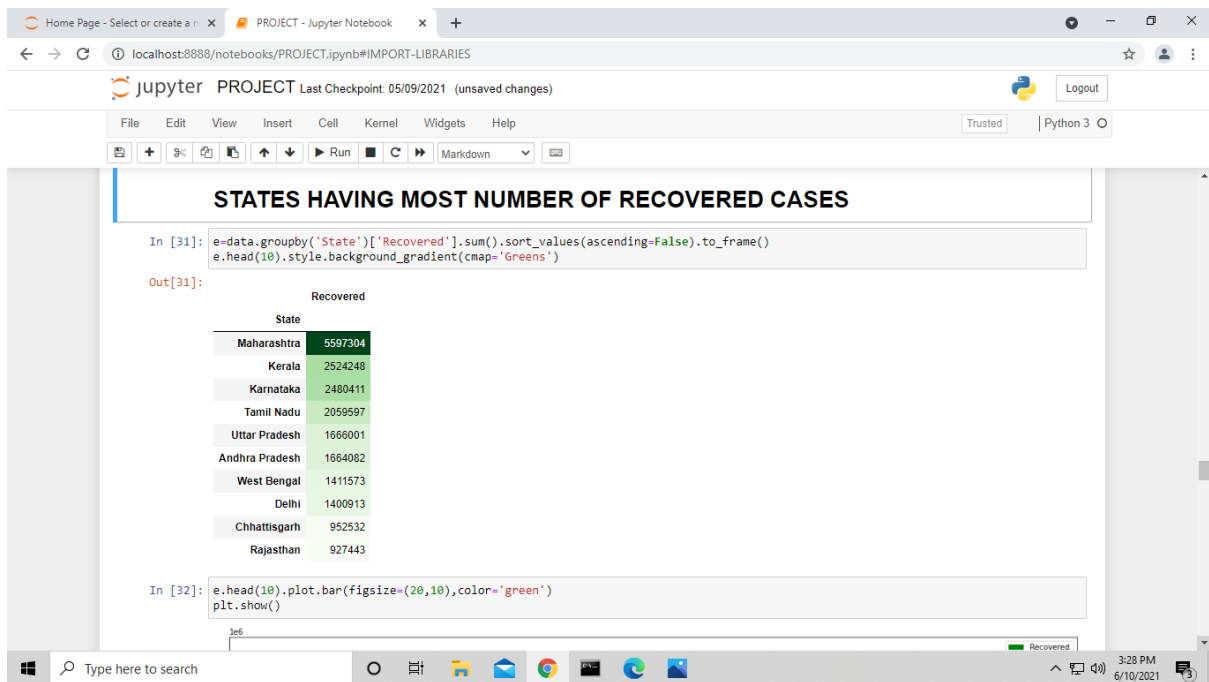 Home Page - Select or create a n
PROJECT - Jupyter Notebook
localhost:8888/notebooks/PROJECT.ipynb#IMPORT-LIBRARIES
jupyter PROJECT Last Checkpoint: 05/09/2021 (unsaved changes)
Logout
File Edit View Insert Cell Kernel Widgets Help
Trusted
Python 3
Run
Markdown
STATES HAVING MOST NUMBER OF RECOVERED CASES
In [31]: e=data.groupby('State')['Recovered'].sum().sort_values(ascending=False).to_frame()
e.head(10).style.background_gradient(cmap='Greens')
Out[31]:
Recovered
State
Maharashtra 5597304
Kerala 2524248
Karnataka 2480411
Tamil Nadu 2059597
Uttar Pradesh 1666001
Andhra Pradesh 1664082
West Bengal 1411573
Delhi 1400913
Chhattisgarh 952532
Rajasthan 927443
In [32]: e.head(10).plot.bar(figsize=(20,10),color='green')
plt.show()
1e6
Recovered
Type here to search
3:28 PM
6/10/2021
3